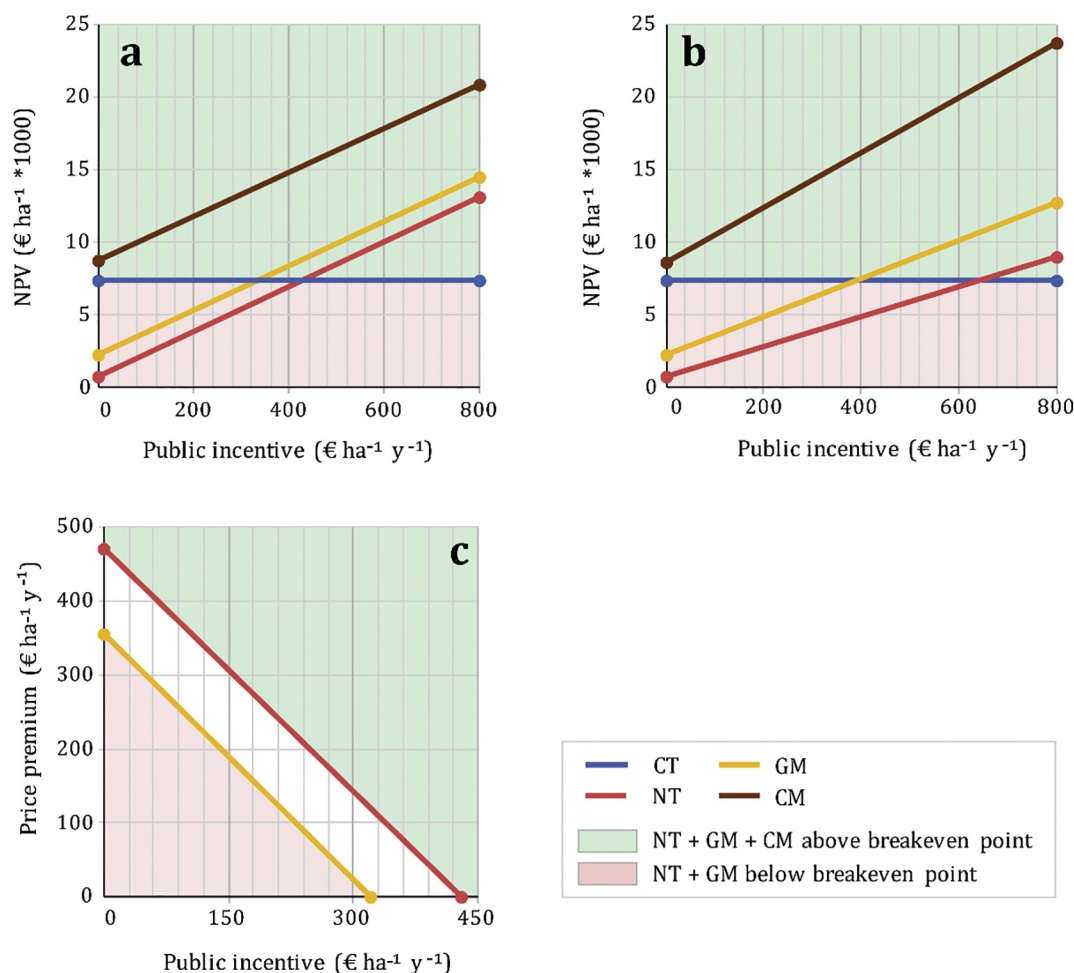 a
25
20
15
10
5
0
NPV (€ ha⁻¹ *1000)
0 200 400 600 800
Public incentive (€ ha⁻¹ y⁻¹)
b
25
20
15
10
5
0
NPV (€ ha⁻¹ *1000)
0 200 400 600 800
Public incentive (€ ha⁻¹ y⁻¹)
c
500
400
300
200
100
0
Price premium (€ ha⁻¹ y⁻¹)
0 150 300 450
Public incentive (€ ha⁻¹ y⁻¹)
CT GM
NT CM
NT + GM + CM above breakeven point
NT + GM below breakeven point